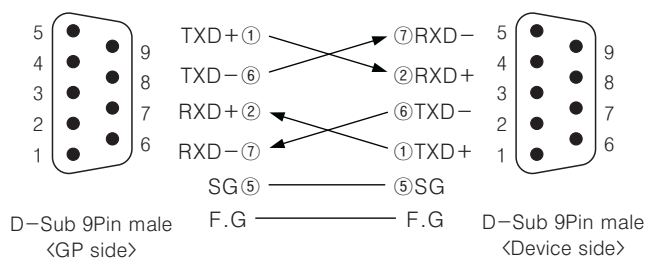 5 9 TXD+① ⑦RXD− 5 9
4 8 TXD−⑥ ②RXD+ 4 8
3 7 RXD+② ⑥TXD− 3 7
2 6 RXD−⑦ ①TXD+ 2 6
1 1
SG⑤ ⑤SG
F.G F.G
D−Sub 9Pin male D−Sub 9Pin male
<GP side> <Device side>